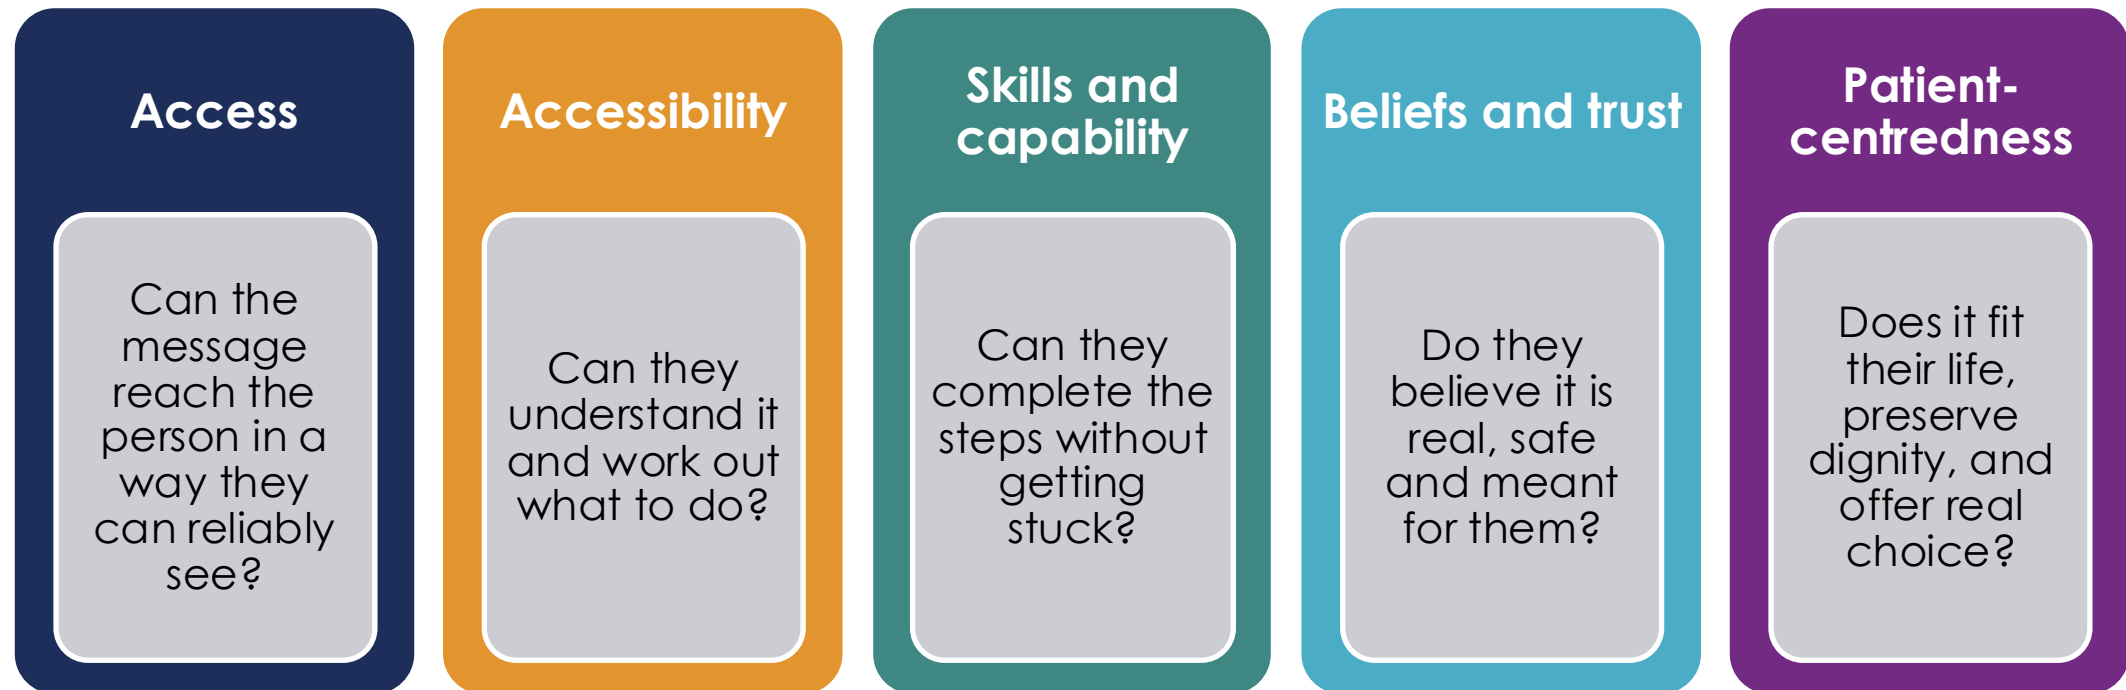 Access
Can the
message
reach the
person in a
way they
can reliably
see?
Accessibility
Can they
understand it
and work out
what to do?
Skills and
capability
Can they
complete the
steps without
getting
stuck?
Beliefs and trust
Do they
believe it is
real, safe
and meant
for them?
Patient-
centredness
Does it fit
their life,
preserve
dignity, and
offer real
choice?